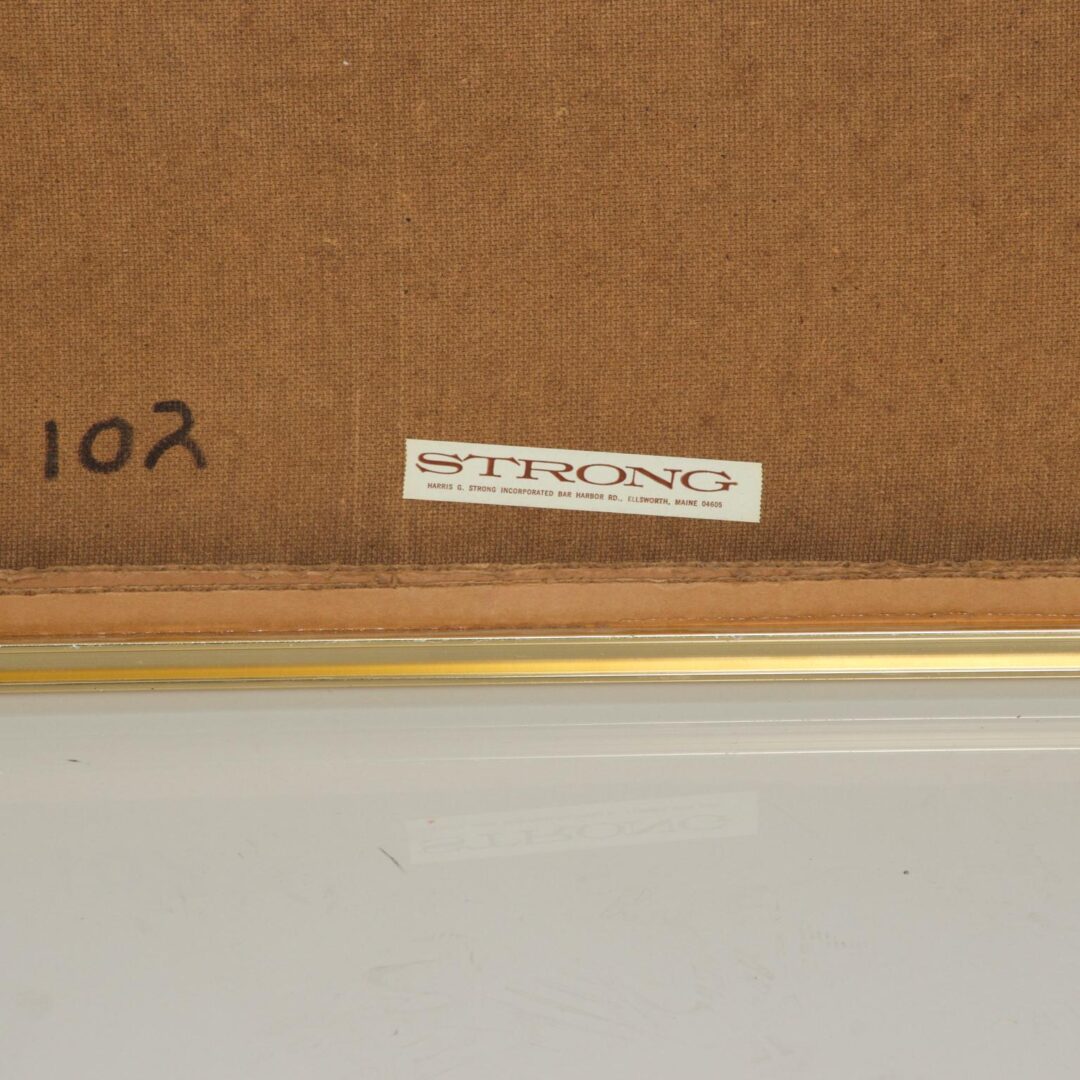 102
STRONG
HARRIS G. STRONG INCORPORATED BAR HARBOR RD., ELLSWORTH, MAINE 04605